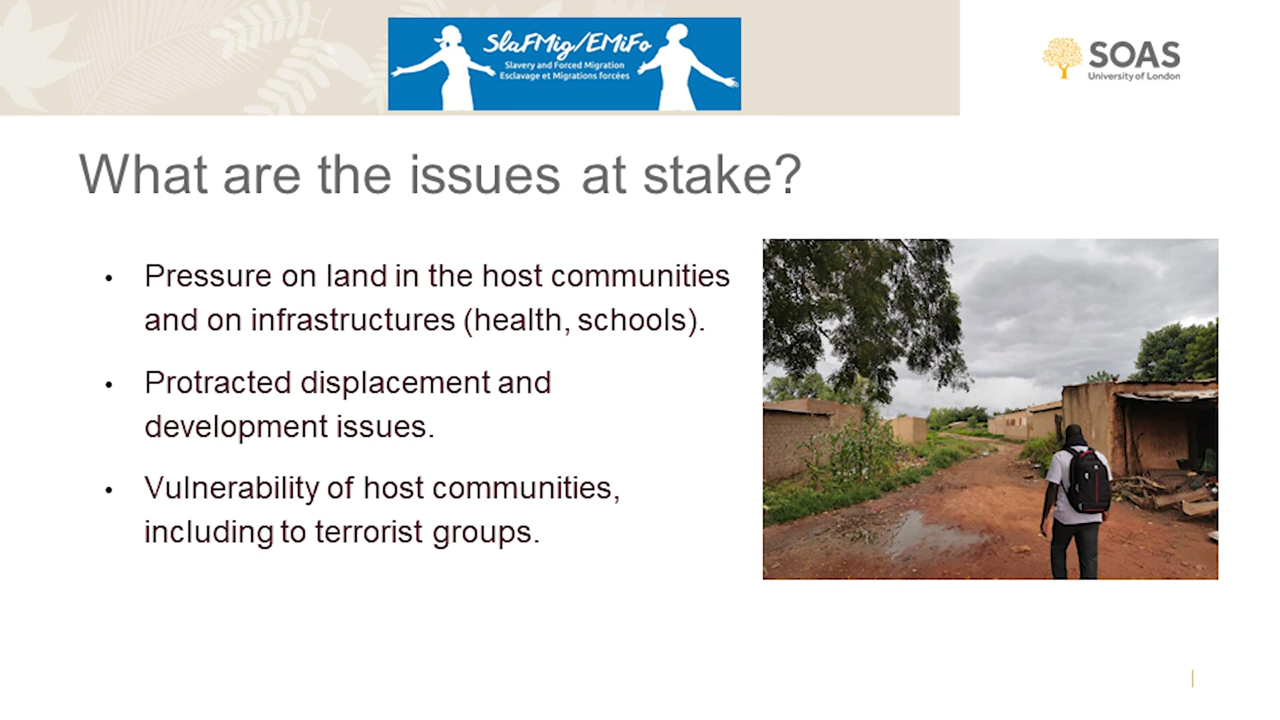 SlaFMig/EMiFo
Slavery and Forced Migration
Esclavage et Migrations forcées
SOAS
University of London
What are the issues at stake?
• Pressure on land in the host communities
and on infrastructures (health, schools).
• Protracted displacement and
development issues.
• Vulnerability of host communities,
including to terrorist groups.